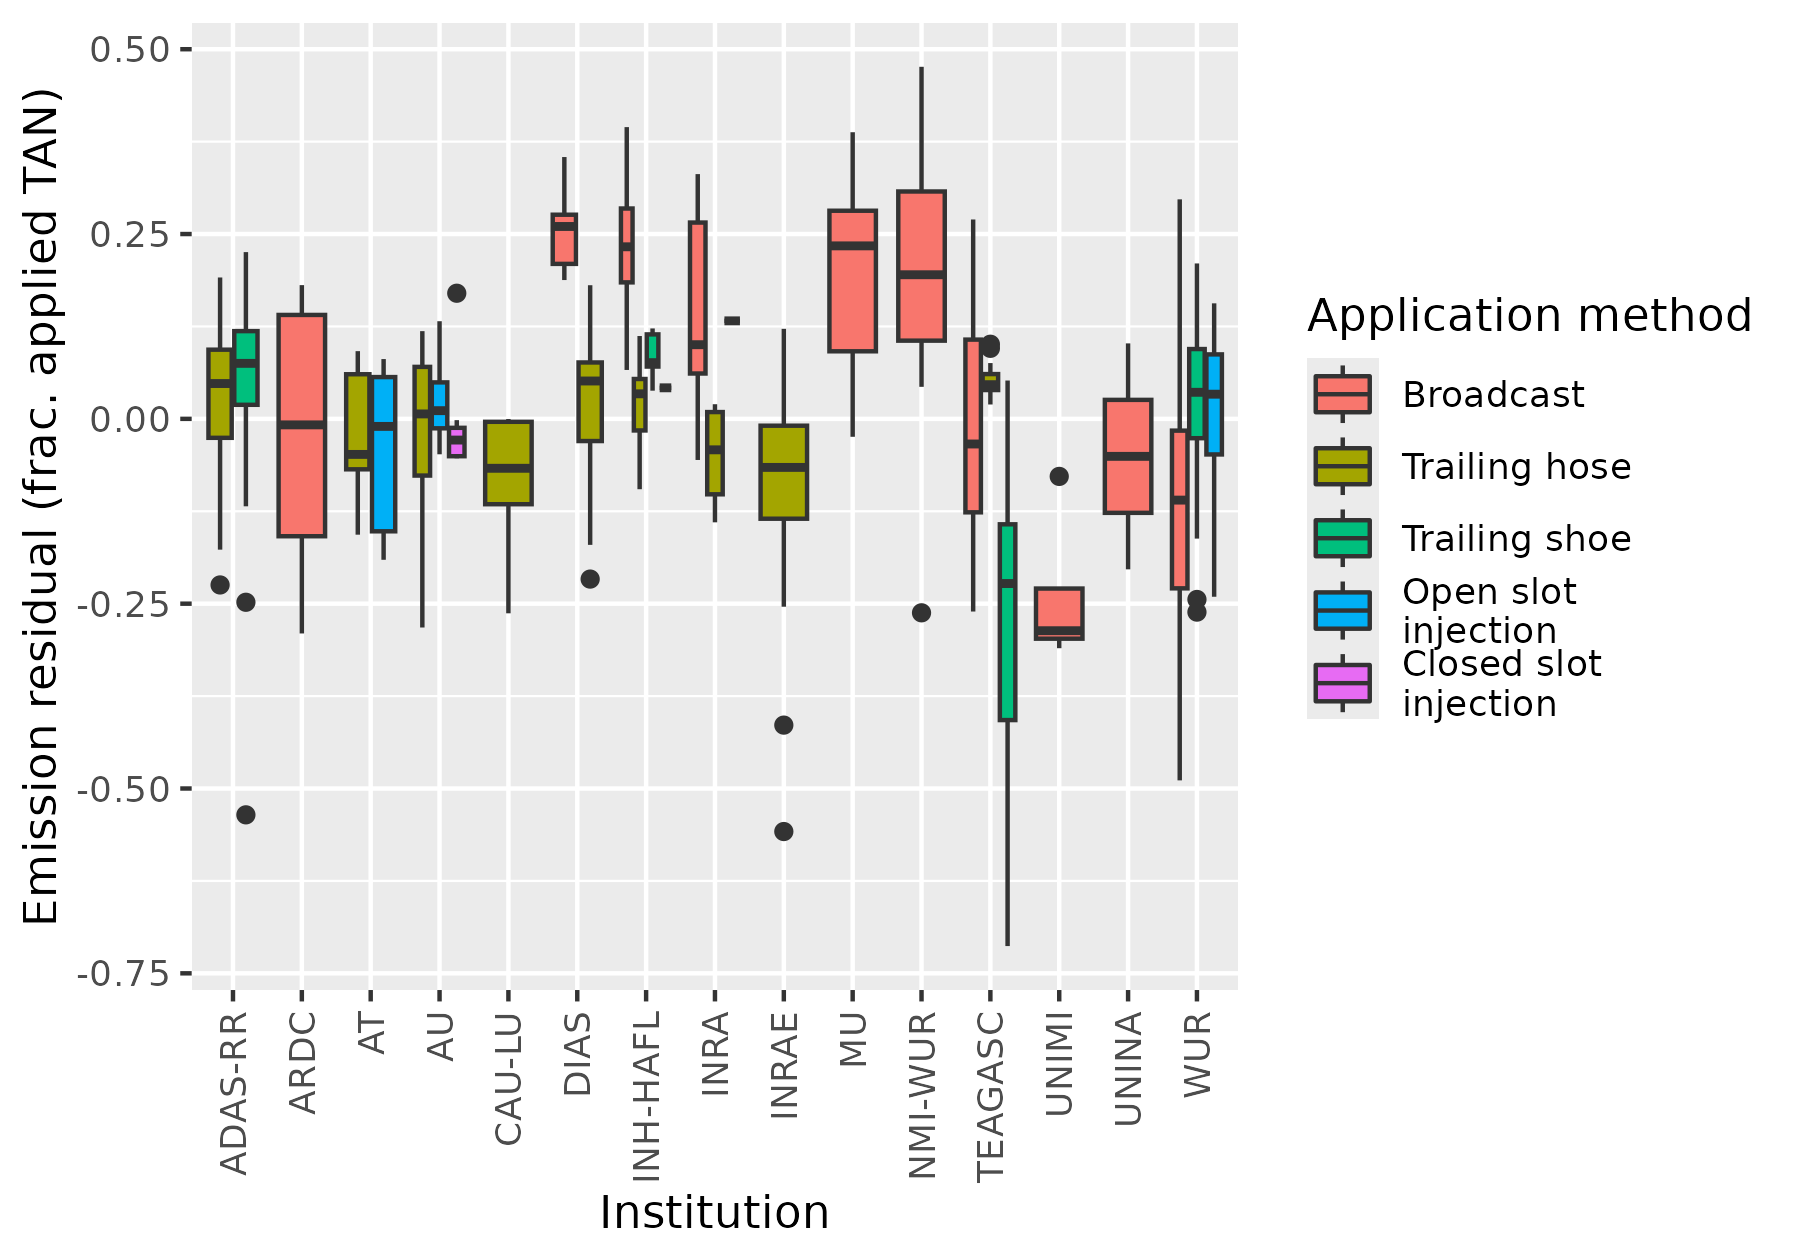 Emission residual (frac. applied TAN)
0.50
0.25
0.00
-0.25
-0.50
-0.75
ADAS-RR
ARDC
AT
AU
CAU-LU
DIAS
INH-HAFL
INRA
INRAE
MU
NMI-WUR
TEAGASC
UNIMI
UNINA
WUR
Institution
Application method
Broadcast
Trailing hose
Trailing shoe
Open slot
injection
Closed slot
injection